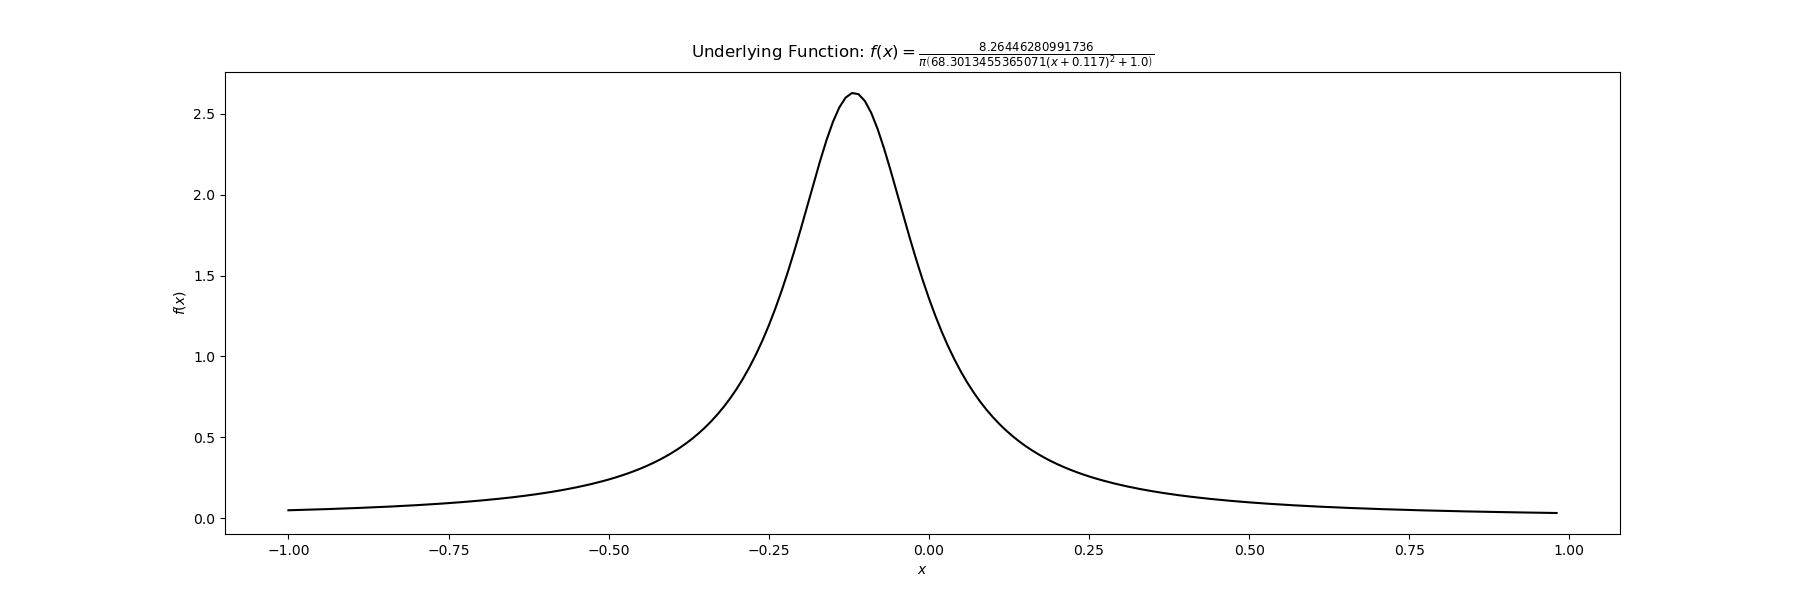 Underlying Function: f(x) = \frac{8.26446280991736}{\pi(68.3013455365071(x + 0.117)^2 + 1.0)}
2.5
2.0
1.5
1.0
0.5
0.0
f(x)
−1.00 −0.75 −0.50 −0.25 0.00 0.25 0.50 0.75 1.00
x